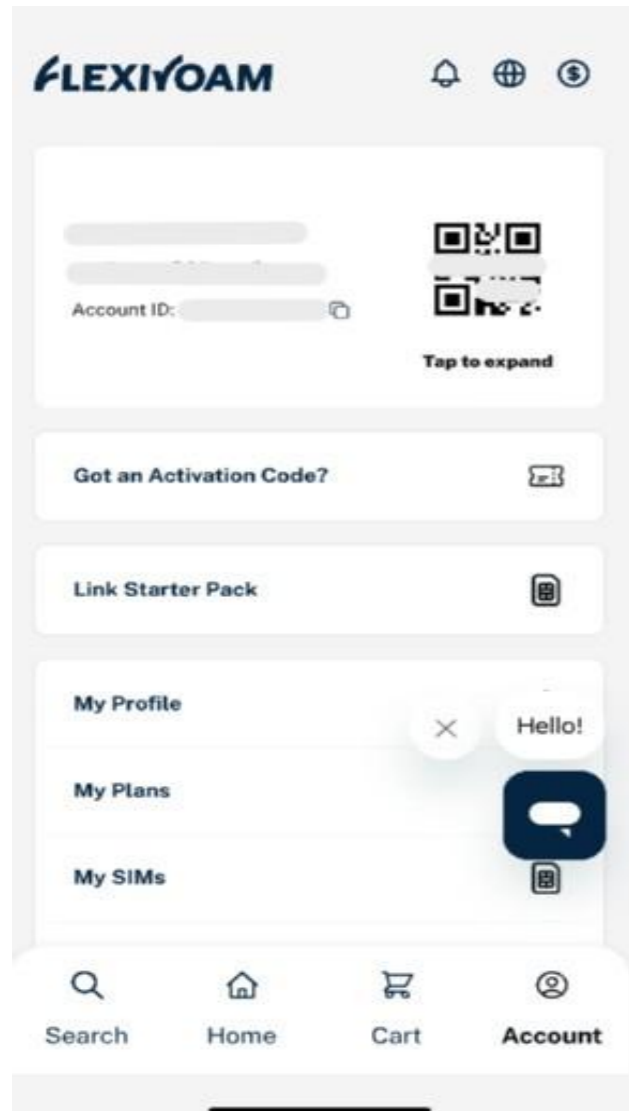 FLEXIROAM
Account ID:
Tap to expand
Got an Activation Code?
Link Starter Pack
My Profile
Hello!
My Plans
My SIMs
Search
Home
Cart
Account